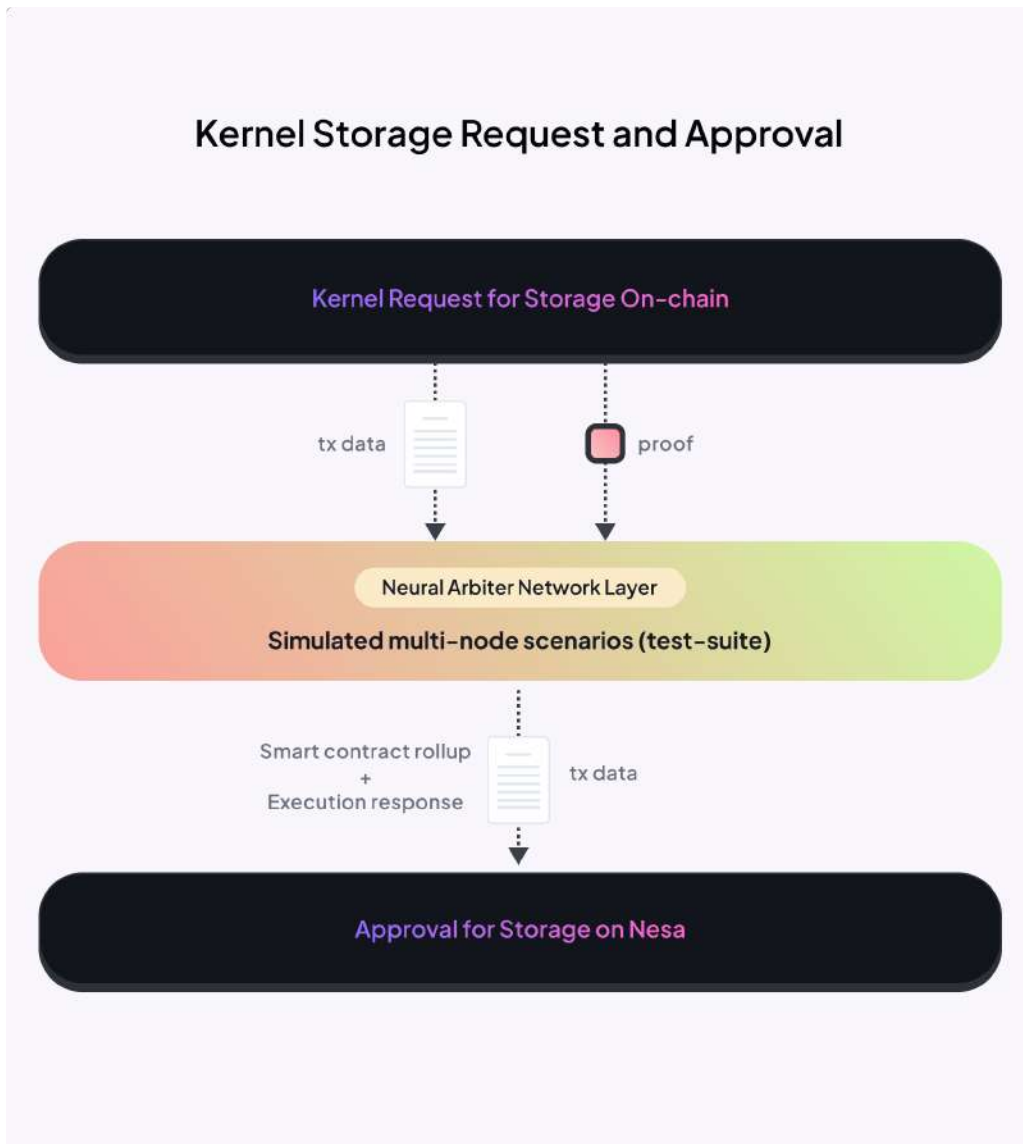 Kernel Storage Request and Approval
Kernel Request for Storage On-chain
tx data
proof
Neural Arbiter Network Layer
Simulated multi-node scenarios (test-suite)
Smart contract rollup
+
Execution response
tx data
Approval for Storage on Nesa